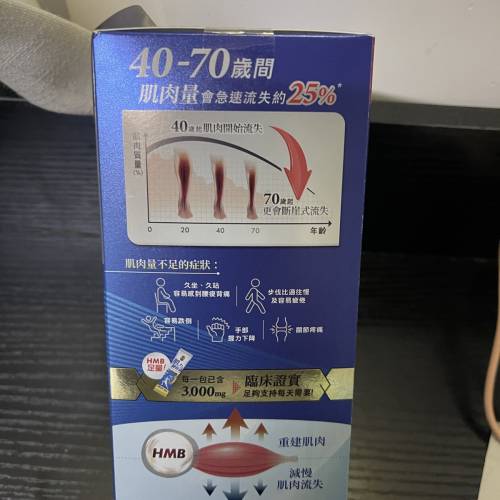 40-70歲間
肌肉量會急速流失約25%*
40歲起肌肉開始流失
肌肉質量(%)
70歲起
更會斷崖式流失
0 20 40 70 年齡
肌肉量不足的症狀:
久坐、久站
容易感到腰痠背痛
步伐比過往慢
及容易疲倦
容易跌倒
手部
握力下降
關節疼痛
HMB
足量!
每一包已含
3,000mg
臨床證實
足夠支持每天需要!
HMB
重建肌肉
減慢
肌肉流失